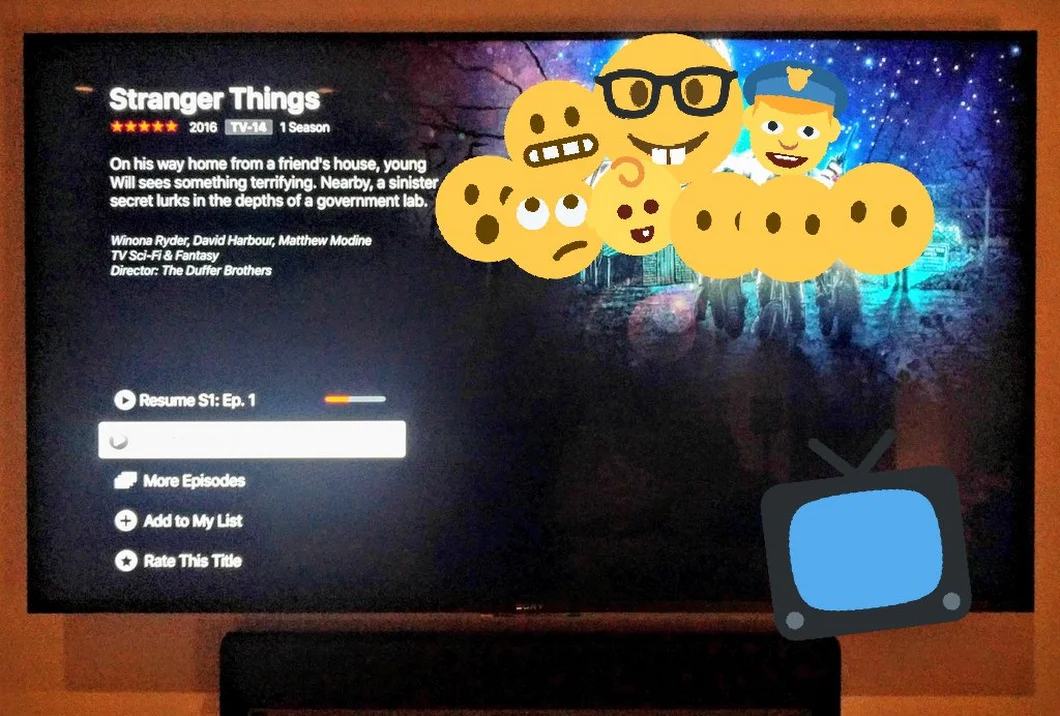 Stranger Things
★★★★★ 2016 TV-14 1 Season
On his way home from a friend's house, young
Will sees something terrifying. Nearby, a sinister
secret lurks in the depths of a government lab.
Winona Ryder, David Harbour, Matthew Modine
TV Sci-Fi & Fantasy
Director: The Duffer Brothers
Resume S1: Ep. 1
More Episodes
Add to My List
Rate This Title
SONY